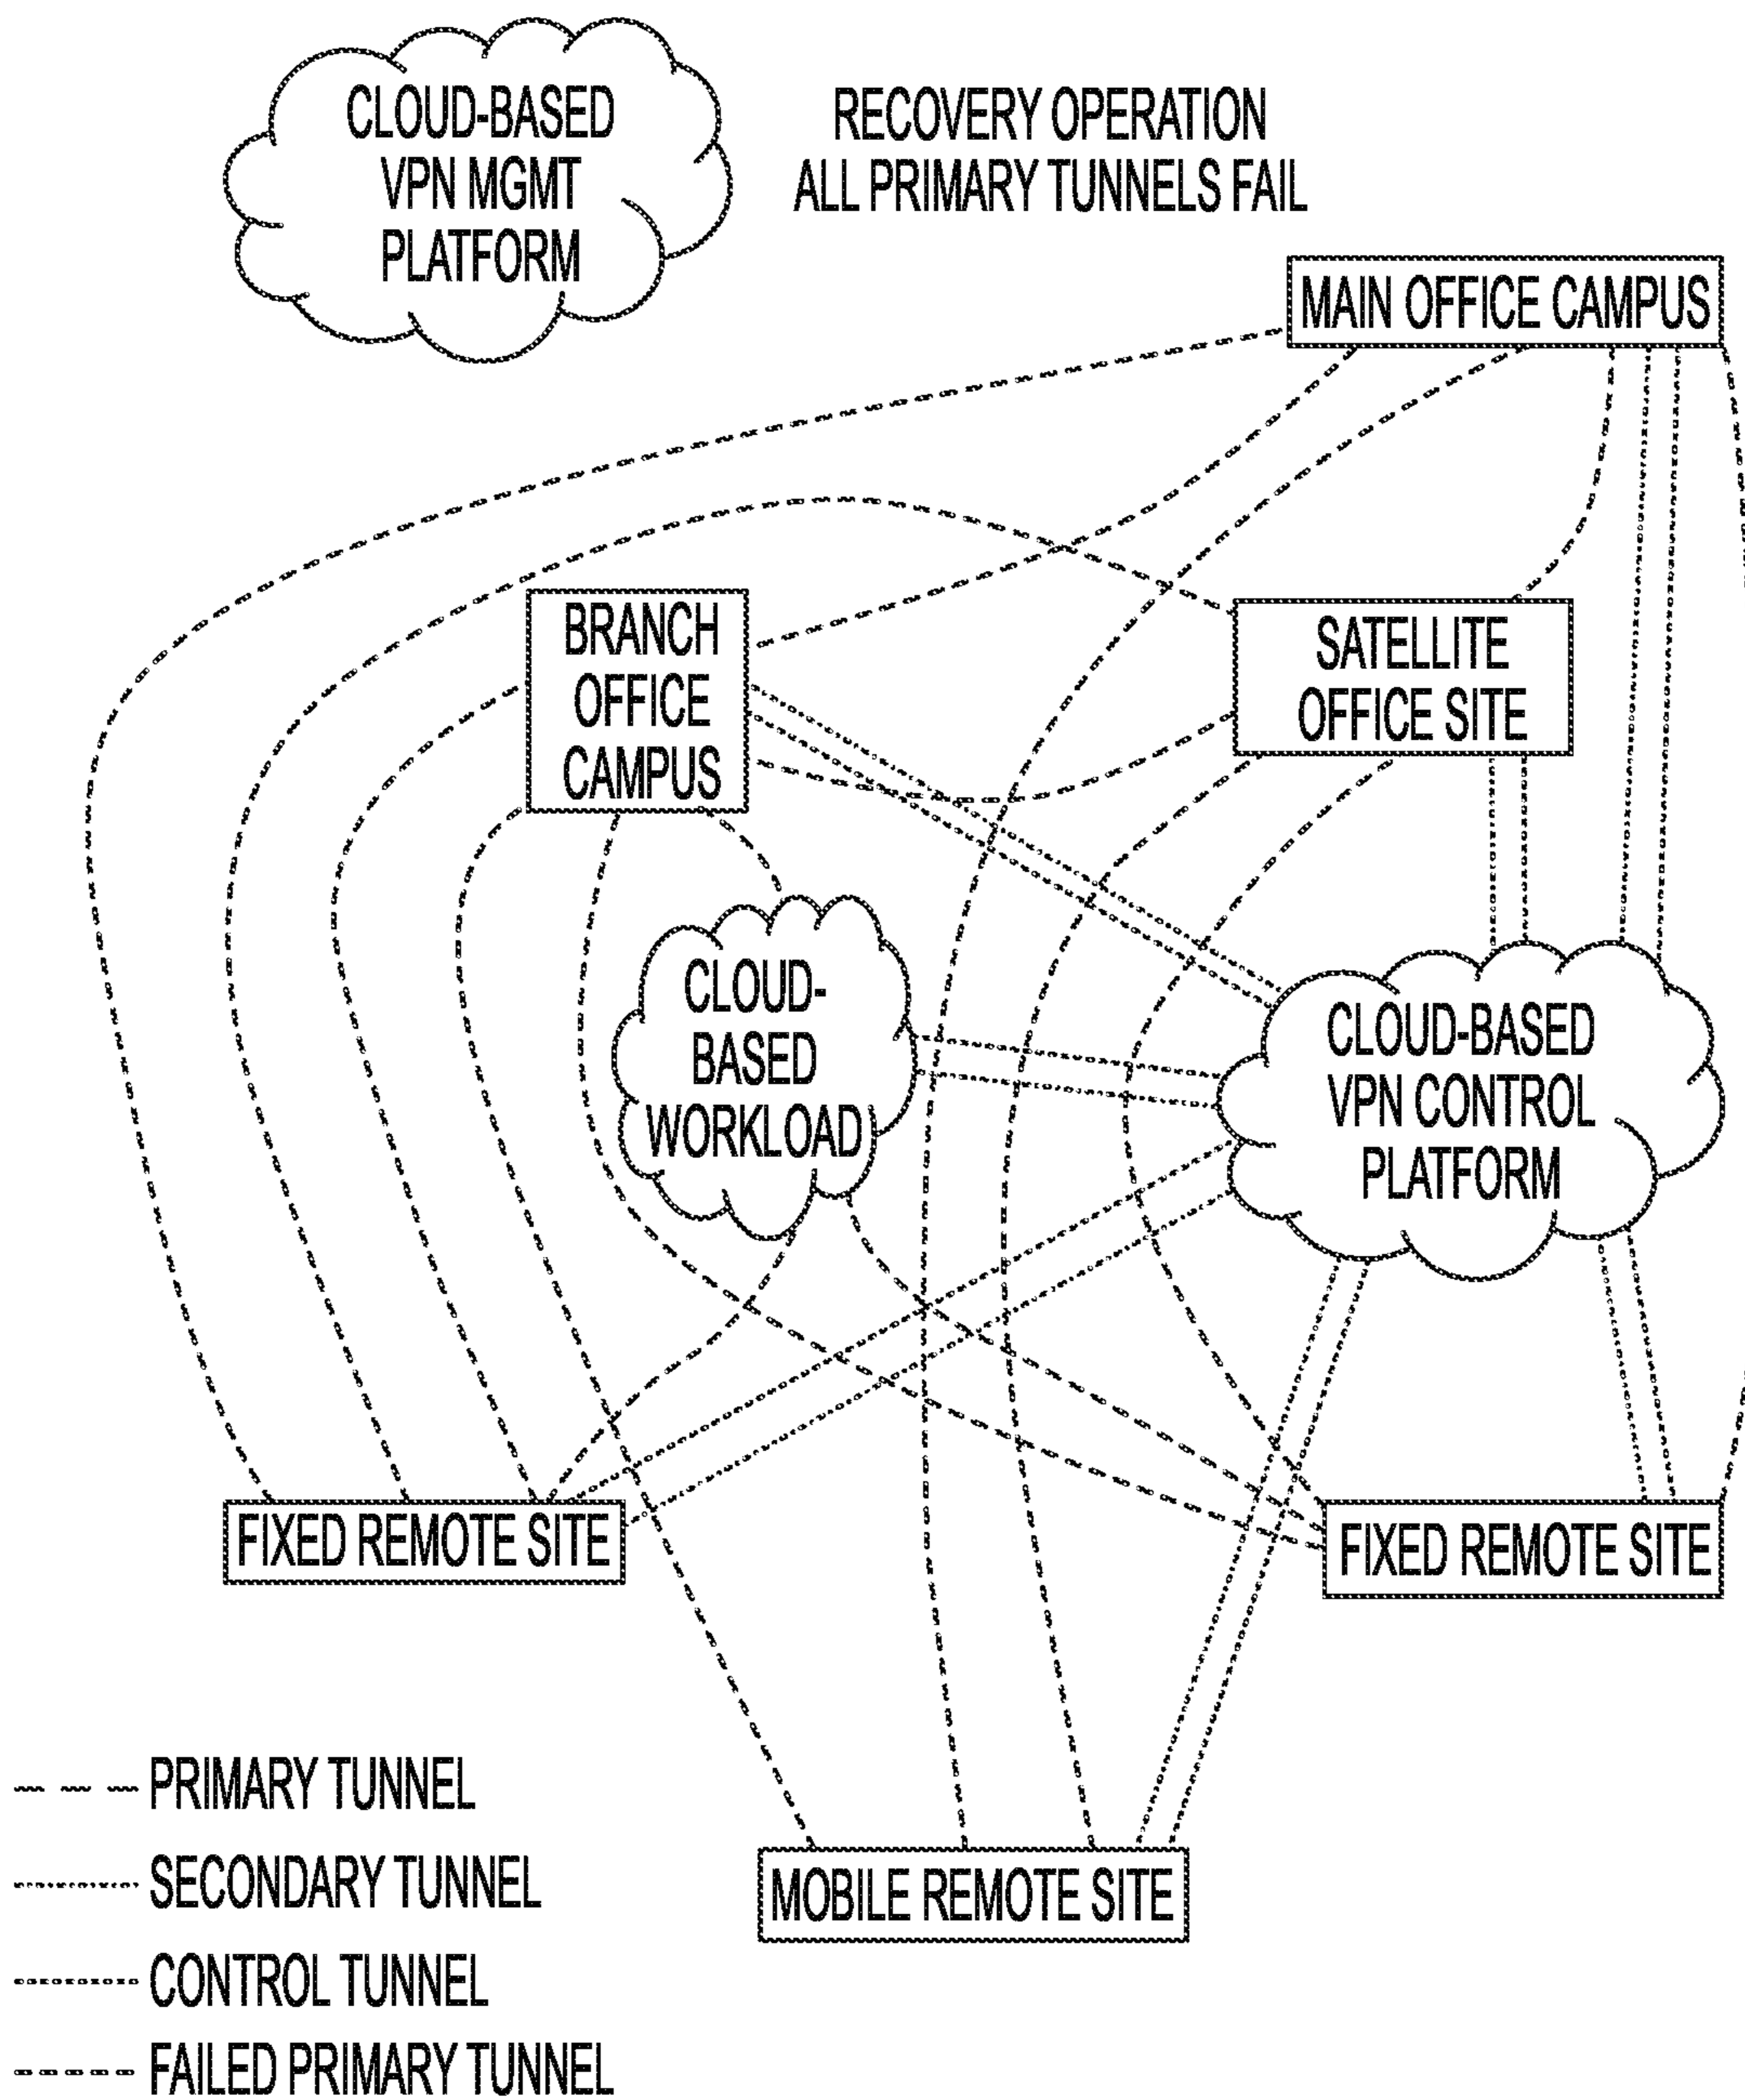 CLOUD-BASED
VPN MGMT
PLATFORM
RECOVERY OPERATION
ALL PRIMARY TUNNELS FAIL
MAIN OFFICE CAMPUS
BRANCH
OFFICE
CAMPUS
SATELLITE
OFFICE SITE
CLOUD-
BASED
WORKLOAD
CLOUD-BASED
VPN CONTROL
PLATFORM
FIXED REMOTE SITE
FIXED REMOTE SITE
MOBILE REMOTE SITE
PRIMARY TUNNEL
SECONDARY TUNNEL
CONTROL TUNNEL
FAILED PRIMARY TUNNEL